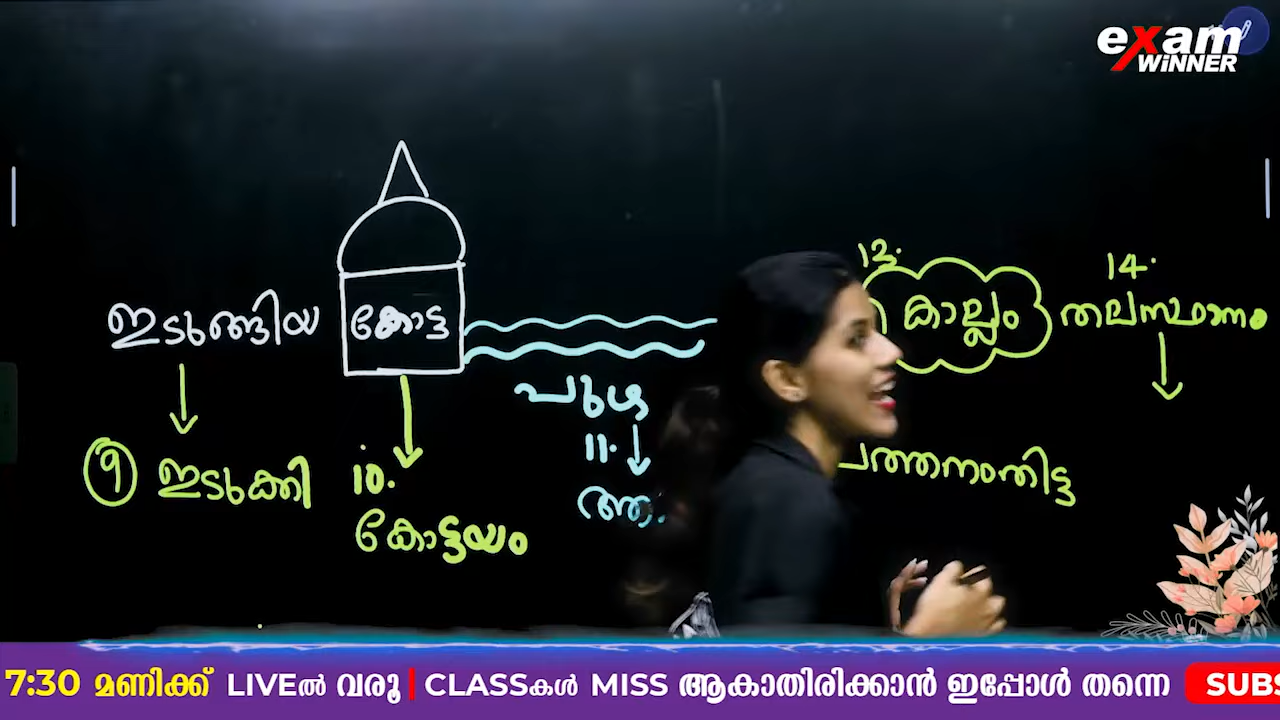 exam
WiNNER
13.
14.
ഇടുങ്ങിയ
കോട്ട
കൊല്ലം
തലസ്ഥാനം
പുഴ
11.
9 ഇടുക്കി
10.
കോട്ടയം
പത്തനംതിട്ട
7:30 മണിക്ക് LIVEൽ വരൂ CLASSകൾ MISS ആകാതിരിക്കാൻ ഇപ്പോൾ തന്നെ SUBS